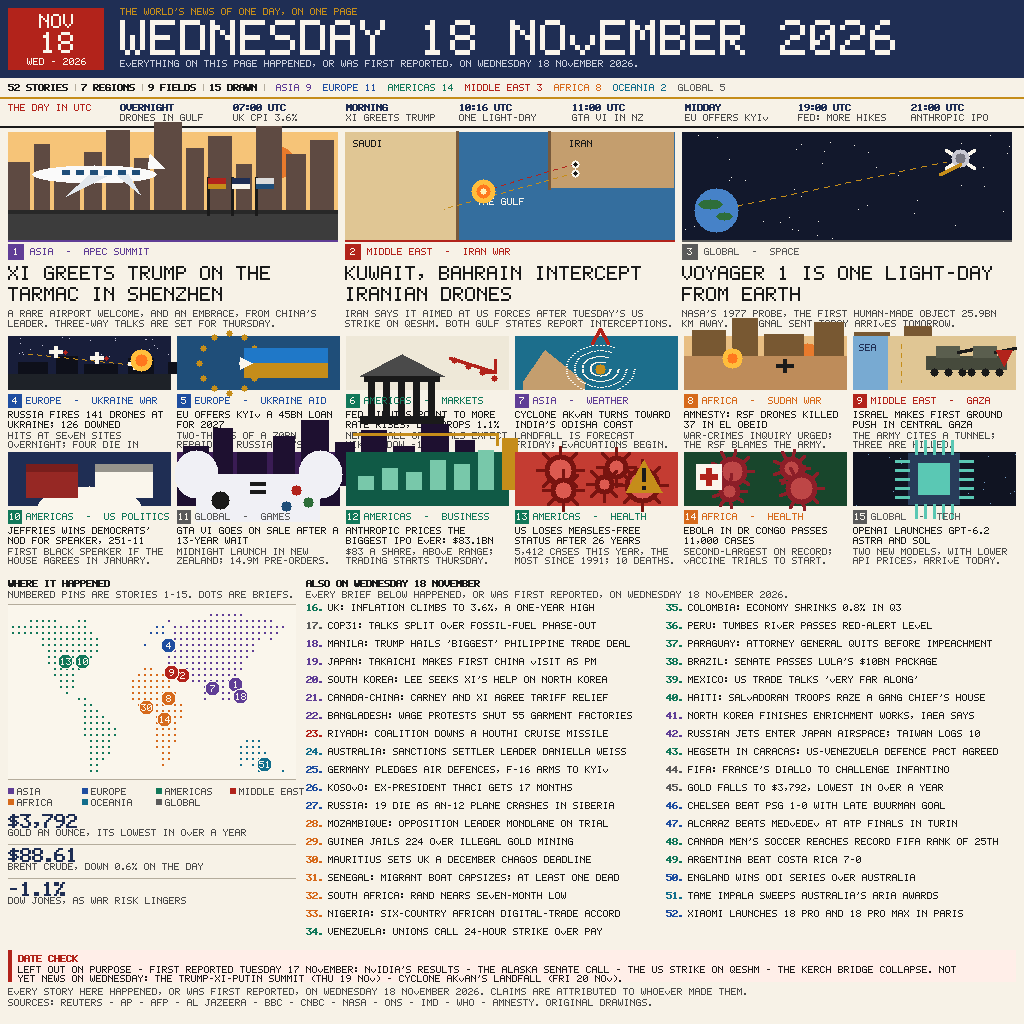 NOV
18
WED - 2026
THE WORLD'S NEWS OF ONE DAY, ON ONE PAGE
WEDNESDAY 18 NOvEMBER 2026
EvERYTHING ON THIS PAGE HAPPENED, OR WAS FIRST REPORTED, ON WEDNESDAY 18 NOvEMBER 2026.
52 STORIES | 7 REGIONS | 9 FIELDS | 15 DRAWN | ASIA 9 EUROPE 11 AMERICAS 14 MIDDLE EAST 3 AFRICA 8 OCEANIA 2 GLOBAL 5
THE DAY IN UTC
OvERNIGHT
DRONES IN GULF
07:00 UTC
UK CPI 3.6%
MORNING
XI GREETS TRUMP
10:16 UTC
ONE LIGHT-DAY
11:00 UTC
GTA VI IN NZ
MIDDAY
EU OFFERS KYIv
19:00 UTC
FED: MORE HIKES
21:00 UTC
ANTHROPIC IPO
SAUDI
IRAN
THE GULF
1 ASIA - APEC SUMMIT
XI GREETS TRUMP ON THE
TARMAC IN SHENZHEN
A RARE AIRPORT WELCOME, AND AN EMBRACE, FROM CHINA'S
LEADER. THREE-WAY TALKS ARE SET FOR THURSDAY.
2 MIDDLE EAST - IRAN WAR
KUWAIT, BAHRAIN INTERCEPT
IRANIAN DRONES
IRAN SAYS IT AIMED AT US FORCES AFTER TUESDAY'S US
STRIKE ON QESHM. BOTH GULF STATES REPORT INTERCEPTIONS.
3 GLOBAL - SPACE
VOYAGER 1 IS ONE LIGHT-DAY
FROM EARTH
NASA'S 1977 PROBE, THE FIRST HUMAN-MADE OBJECT 25.9BN
KM AWAY. SENT TODAY ARRIvES TOMORROW.
4 EUROPE - UKRAINE WAR
RUSSIA FIRES 141 DRONES AT
UKRAINE; 126 DOWNED
HITS AT SEvEN SITES
OvERNIGHT; FOUR DIE IN
5 EUROPE - UKRAINE AID
EU OFFERS KYIv A 45BN LOAN
FOR 2027
TWO-THIRDS OF A 70BN
REPAID IF RUSSIA
6 AMERICAS - MARKETS
FED MORE
RATE RISES, DROPS 1.1%
7 ASIA - WEATHER
CYCLONE AKvAN TURNS TOWARD
INDIA'S ODISHA COAST
LANDFALL IS FORECAST
FRIDAY; EvACUATIONS BEGIN.
8 AFRICA - SUDAN WAR
AMNESTY: RSF DRONES KILLED
37 IN EL OBEID
WAR-CRIMES INQUIRY URGED;
THE RSF BLAMES THE ARMY.
SEA
9 MIDDLE EAST - GAZA
ISRAEL MAKES FIRST GROUND
PUSH IN CENTRAL GAZA
THE ARMY CITES A TUNNEL;
THREE ARE KILLED.
10 AMERICAS - US POLITICS
JEFFRIES WINS DEMOCRATS'
NOD FOR SPEAKER, 251-11
FIRST BLACK SPEAKER IF THE
HOUSE AGREES IN JANUARY.
11 GLOBAL - GAMES
GTA VI GOES ON SALE AFTER A
13-YEAR WAIT
MIDNIGHT LAUNCH IN NEW
ZEALAND; 14.9M PRE-ORDERS.
12 AMERICAS - BUSINESS
ANTHROPIC PRICES THE
BIGGEST IPO EvER: $83.1BN
$83 A SHARE, ABOvE RANGE;
TRADING STARTS THURSDAY.
13 AMERICAS - HEALTH
US LOSES MEASLES-FREE
STATUS AFTER 26 YEARS
5,412 CASES THIS YEAR, THE
MOST SINCE 1991; 10 DEATHS.
14 AFRICA - HEALTH
EBOLA IN DR CONGO PASSES
11,000 CASES
SECOND-LARGEST ON RECORD;
vACCINE TRIALS TO START.
15 GLOBAL - TECH
OPENAI LAUNCHES GPT-6.2
ASTRA AND SOL
TWO NEW MODELS, WITH LOWER
API PRICES, ARRIvE TODAY.
WHERE IT HAPPENED
NUMBERED PINS ARE STORIES 1-15. DOTS ARE BRIEFS.
4
13 10
9 2
7 1
18
8
30
14
51
ASIA EUROPE AMERICAS MIDDLE EAST
AFRICA OCEANIA GLOBAL
$3,792
GOLD AN OUNCE, ITS LOWEST IN OvER A YEAR
$88.61
BRENT CRUDE, DOWN 0.6% ON THE DAY
-1.1%
DOW JONES, AS WAR RISK LINGERS
ALSO ON WEDNESDAY 18 NOVEMBER
EvERY BRIEF BELOW HAPPENED, OR WAS FIRST REPORTED, ON WEDNESDAY 18 NOvEMBER 2026.
16. UK: INFLATION CLIMBS TO 3.6%, A ONE-YEAR HIGH
17. COP31: TALKS SPLIT OvER FOSSIL-FUEL PHASE-OUT
18. MANILA: TRUMP HAILS 'BIGGEST' PHILIPPINE TRADE DEAL
19. JAPAN: TAKAICHI MAKES FIRST CHINA vISIT AS PM
20. SOUTH KOREA: LEE SEEKS XI'S HELP ON NORTH KOREA
21. CANADA-CHINA: CARNEY AND XI AGREE TARIFF RELIEF
22. BANGLADESH: WAGE PROTESTS SHUT 55 GARMENT FACTORIES
23. RIYADH: COALITION DOWNS A HOUTHI CRUISE MISSILE
24. AUSTRALIA: SANCTIONS SETTLER LEADER DANIELLA WEISS
25. GERMANY PLEDGES AIR DEFENCES, F-16 ARMS TO KYIv
26. KOSOvO: EX-PRESIDENT THACI GETS 17 MONTHS
27. RUSSIA: 19 DIE AS AN-12 PLANE CRASHES IN SIBERIA
28. MOZAMBIQUE: OPPOSITION LEADER MONDLANE ON TRIAL
29. GUINEA JAILS 224 OvER ILLEGAL GOLD MINING
30. MAURITIUS SETS UK A DECEMBER CHAGOS DEADLINE
31. SENEGAL: MIGRANT BOAT CAPSIZES; AT LEAST ONE DEAD
32. SOUTH AFRICA: RAND NEARS SEvEN-MONTH LOW
33. NIGERIA: SIX-COUNTRY AFRICAN DIGITAL-TRADE ACCORD
34. VENEZUELA: UNIONS CALL 24-HOUR STRIKE OvER PAY
35. COLOMBIA: ECONOMY SHRINKS 0.8% IN Q3
36. PERU: TUMBES RIvER PASSES RED-ALERT LEvEL
37. PARAGUAY: ATTORNEY GENERAL QUITS BEFORE IMPEACHMENT
38. BRAZIL: SENATE PASSES LULA'S $10BN PACKAGE
39. MEXICO: US TRADE TALKS 'vERY FAR ALONG'
40. HAITI: SALvADORAN TROOPS RAZE A GANG CHIEF'S HOUSE
41. NORTH KOREA FINISHES ENRICHMENT WORKS, IAEA SAYS
42. RUSSIAN JETS ENTER JAPAN AIRSPACE; TAIWAN LOGS 10
43. HEGSETH IN CARACAS: US-VENEZUELA DEFENCE PACT AGREED
44. FIFA: FRANCE'S DIALLO TO CHALLENGE INFANTINO
45. GOLD FALLS TO $3,792, LOWEST IN OvER A YEAR
46. CHELSEA BEAT PSG 1-0 WITH LATE BUURMAN GOAL
47. ALCARAZ BEATS MEDvEDEv AT ATP FINALS IN TURIN
48. CANADA MEN'S SOCCER REACHES RECORD FIFA RANK OF 25TH
49. ARGENTINA BEAT COSTA RICA 7-0
50. ENGLAND WINS ODI SERIES OvER AUSTRALIA
51. TAME IMPALA SWEEPS AUSTRALIA'S ARIA AWARDS
52. XIAOMI LAUNCHES 18 PRO AND 18 PRO MAX IN PARIS
DATE CHECK
LEFT OUT ON PURPOSE - FIRST REPORTED TUESDAY 17 NOvEMBER: NvIDIA'S RESULTS - THE ALASKA SENATE CALL - THE US STRIKE ON QESHM - THE KERCH BRIDGE COLLAPSE. NOT
YET NEWS ON WEDNESDAY: THE TRUMP-XI-PUTIN SUMMIT (THU 19 NOv) - CYCLONE AKvAN'S LANDFALL (FRI 20 NOv).
EvERY STORY HERE HAPPENED, OR WAS FIRST REPORTED, ON WEDNESDAY 18 NOvEMBER 2026. CLAIMS ARE ATTRIBUTED TO WHOEvER MADE THEM.
SOURCES: REUTERS - AP - AFP - AL JAZEERA - BBC - CNBC - NASA - ONS - IMD - WHO - AMNESTY. ORIGINAL DRAWINGS.